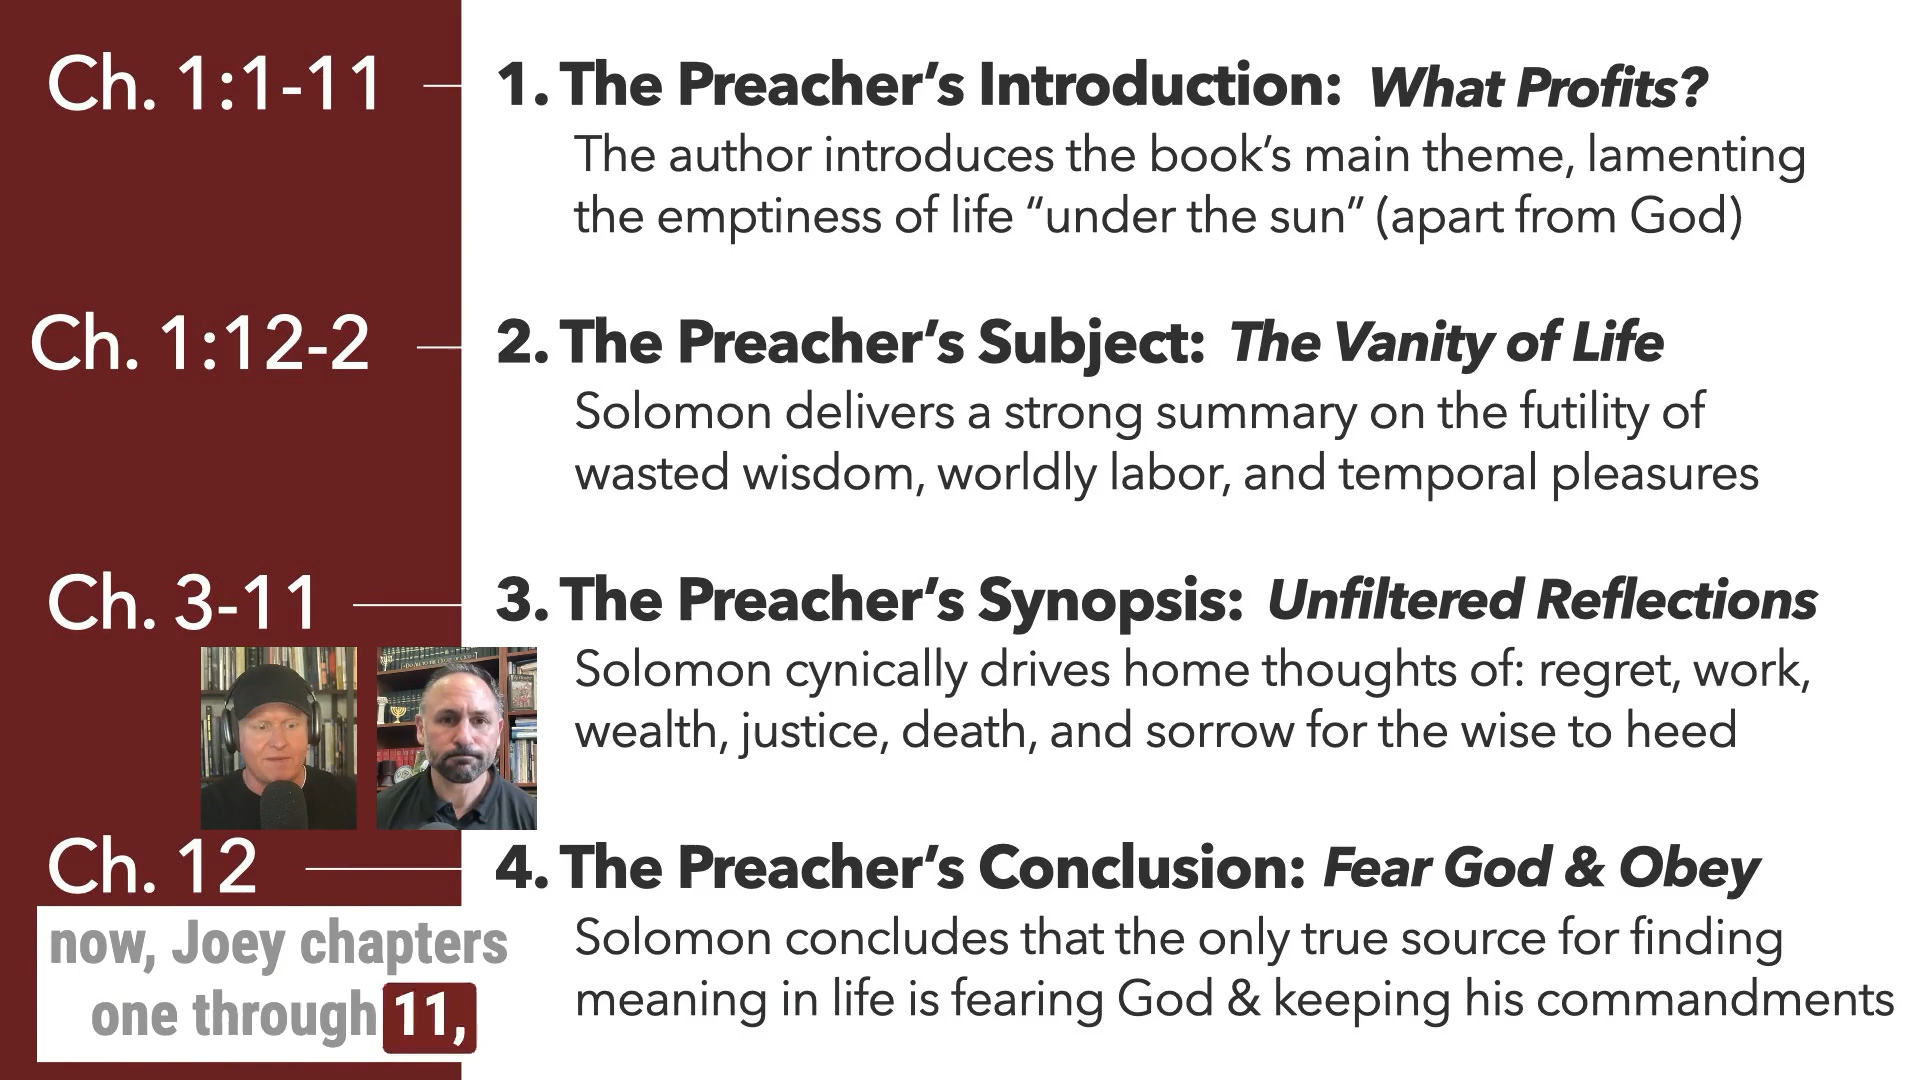 Ch. 1:1-11
1. The Preacher’s Introduction: What Profits?
The author introduces the book’s main theme, lamenting
the emptiness of life “under the sun” (apart from God)
Ch. 1:12-2
2. The Preacher’s Subject: The Vanity of Life
Solomon delivers a strong summary on the futility of
wasted wisdom, worldly labor, and temporal pleasures
Ch. 3-11
3. The Preacher’s Synopsis: Unfiltered Reflections
Solomon cynically drives home thoughts of: regret, work,
wealth, justice, death, and sorrow for the wise to heed
Ch. 12
4. The Preacher’s Conclusion: Fear God & Obey
Solomon concludes that the only true source for finding
meaning in life is fearing God & keeping his commandments
now, Joey chapters
one through 11,